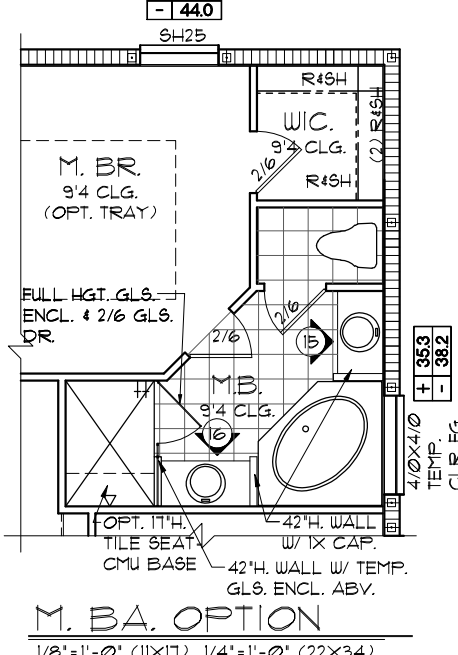 - 44.0
SH25
R&SH
WIC.
9'4 CLG.
(2) R&SH
2/6
R&SH
M. BR.
9'4 CLG.
(OPT. TRAY)
FULL HGT. GLS.
ENCL. & 2/6 GLS.
DR.
2/6
2/6
15
+ 35.3
- 38.2
M.B.
9'4 CLG.
16
4/0X4/0
TEMP.
OPT. 17"H.
TILE SEAT
CMU BASE
42"H. WALL
W/ 1X CAP.
42"H. WALL W/ TEMP.
GLS. ENCL. ABV.
M. BA. OPTION
1/8"=1'-0" (11X17) 1/4"=1'-0" (22X34)